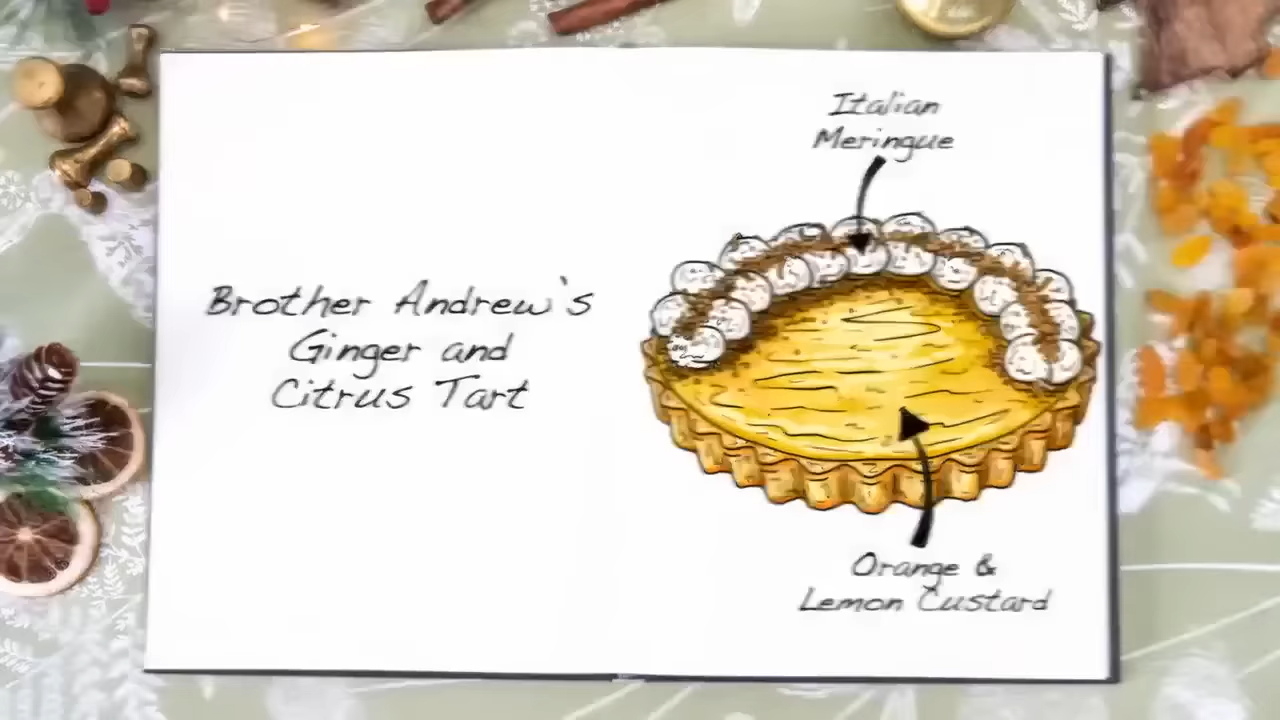 Brother Andrew's
Ginger and
Citrus Tart
Italian
Meringue
Orange &
Lemon Custard